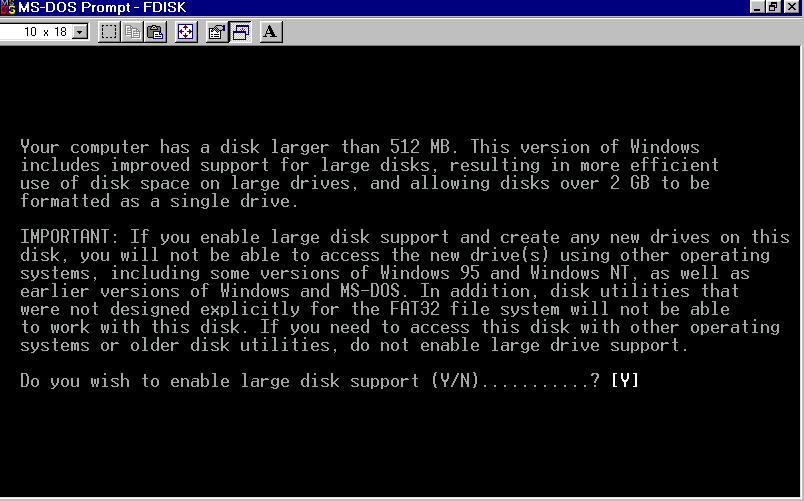 MS-DOS Prompt - FDISK
10 x 18
A
Your computer has a disk larger than 512 MB. This version of Windows
includes improved support for large disks, resulting in more efficient
use of disk space on large drives, and allowing disks over 2 GB to be
formatted as a single drive.
IMPORTANT: If you enable large disk support and create any new drives on this
disk, you will not be able to access the new drive(s) using other operating
systems, including some versions of Windows 95 and Windows NT, as well as
earlier versions of Windows and MS-DOS. In addition, disk utilities that
were not designed explicitly for the FAT32 file system will not be able
to work with this disk. If you need to access this disk with other operating
systems or older disk utilities, do not enable large drive support.
Do you wish to enable large disk support (Y/N)...........? [Y]